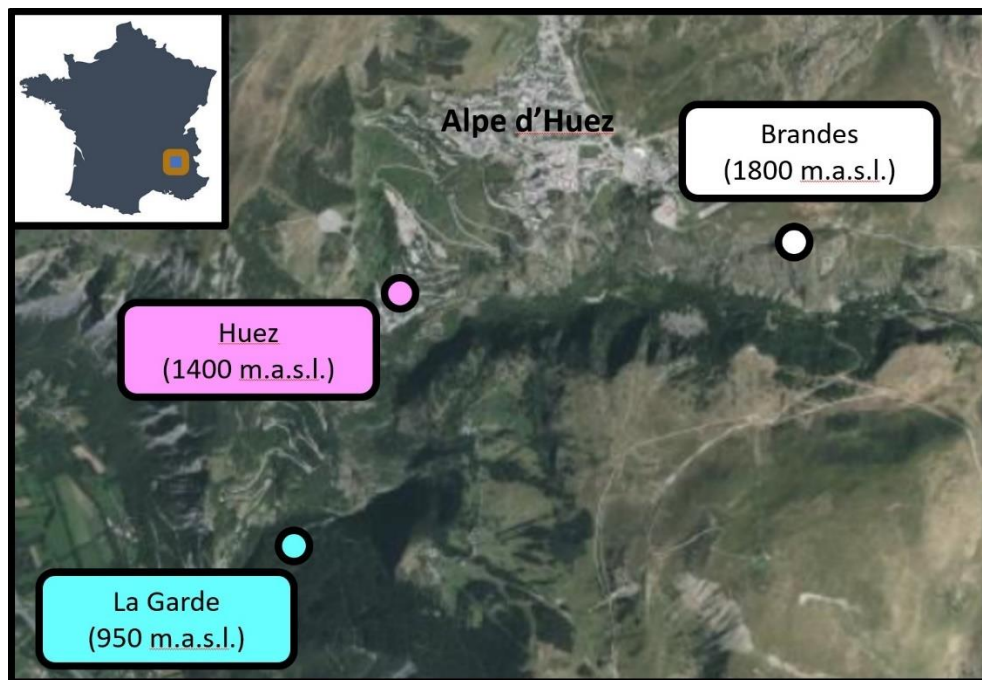 Alpe d'Huez
Brandes
(1800 m.a.s.l.)
Huez
(1400 m.a.s.l.)
La Garde
(950 m.a.s.l.)